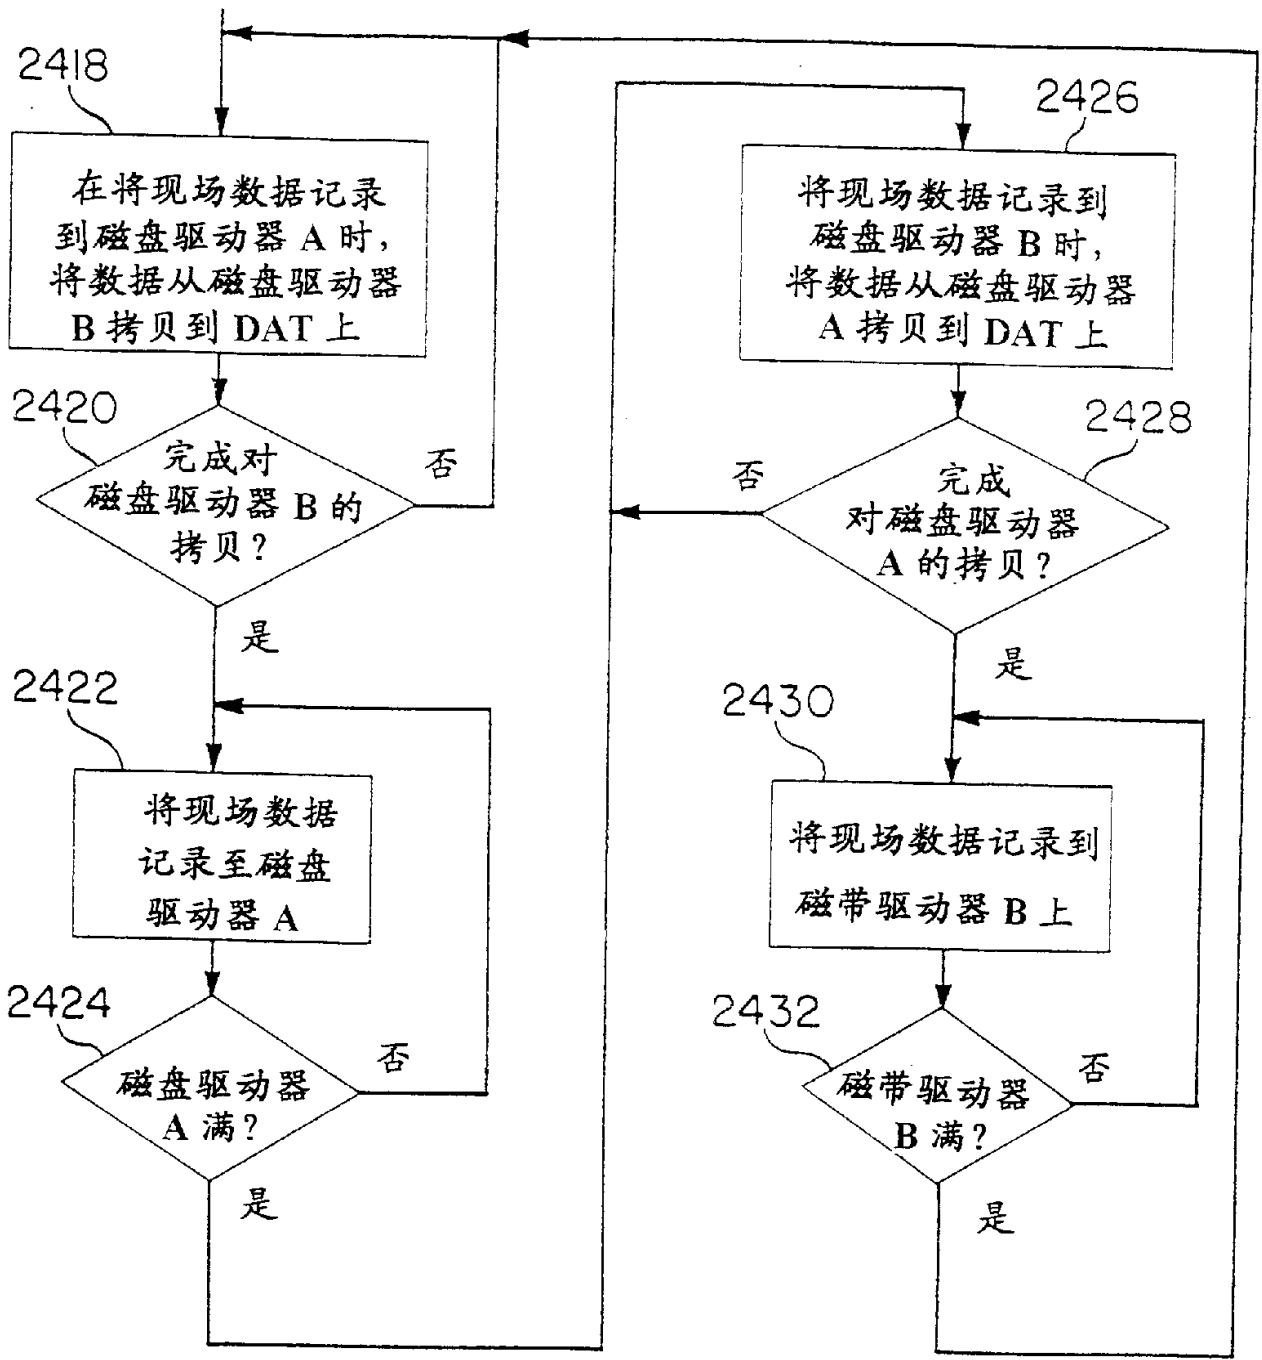 2418
在将现场数据记录
到磁盘驱动器 A 时，
将数据从磁盘驱动器
B 拷贝到 DAT 上
2420
完成对
磁盘驱动器 B 的
拷贝？
否
是
2422
将现场数据
记录至磁盘
驱动器 A
2424
磁盘驱动器
A 满？
否
是
2426
将现场数据记录到
磁盘驱动器 B 时，
将数据从磁盘驱动器
A 拷贝到 DAT 上
2428
完成
对磁盘驱动器
A 的拷贝？
否
是
2430
将现场数据记录到
磁带驱动器 B 上
2432
磁带驱动器
B 满？
否
是